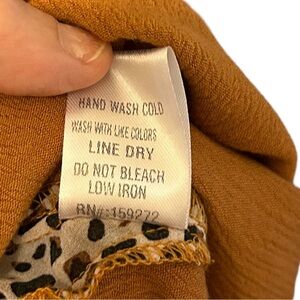 HAND WASH COLD
WASH WITH LIKE COLORS
LINE DRY
DO NOT BLEACH
LOW IRON
RN#:159272